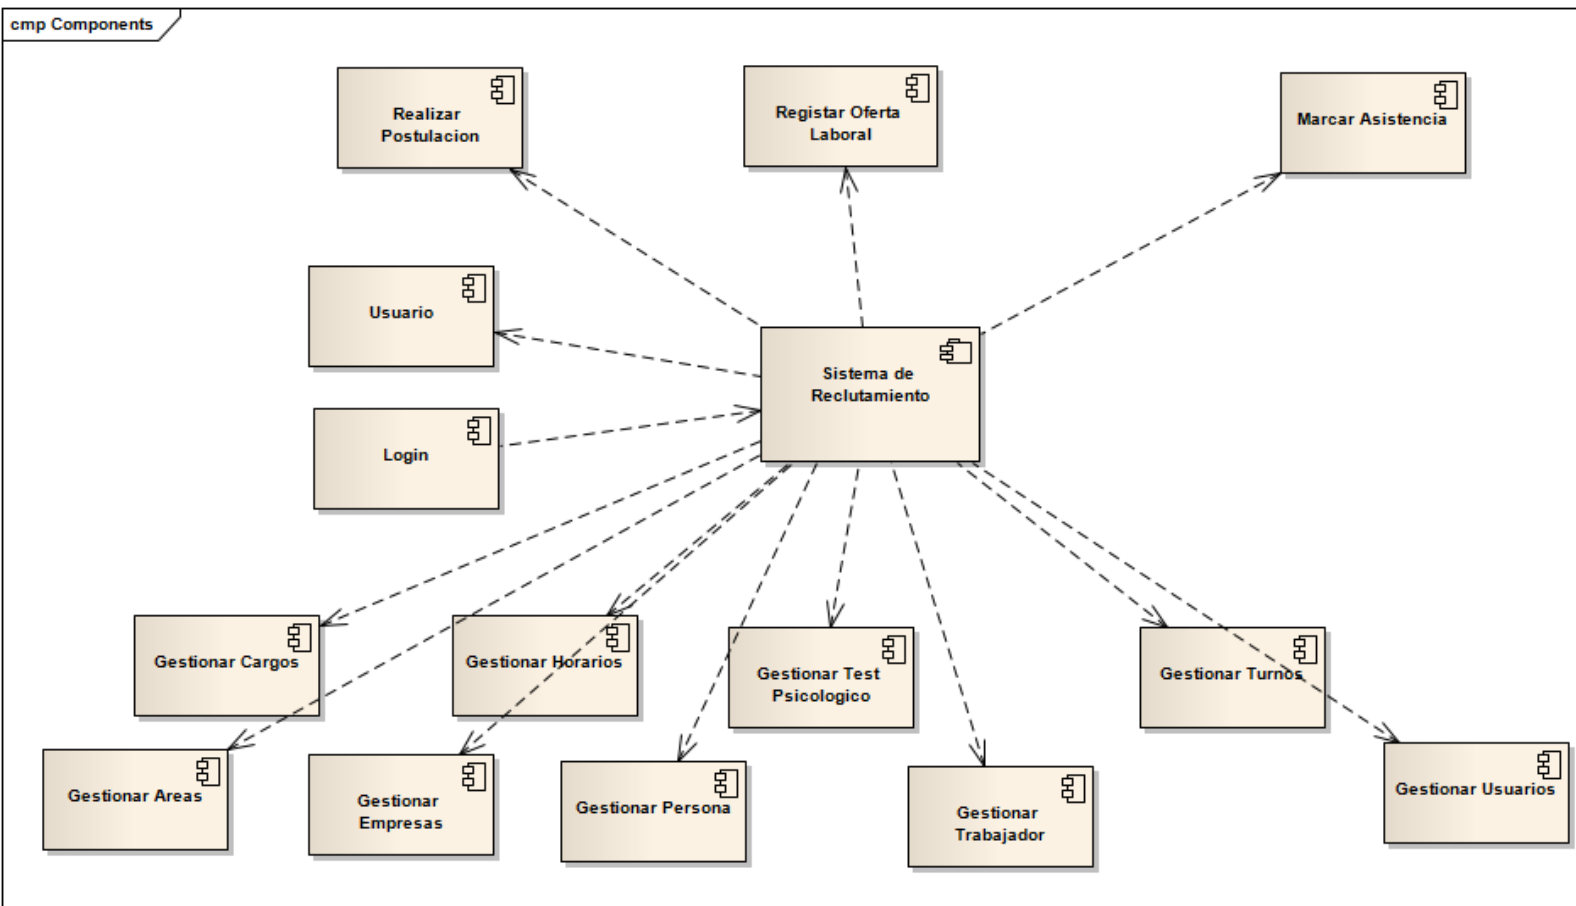 cmp Components
Realizar
Postulacion
Registar Oferta
Laboral
Marcar Asistencia
Usuario
Sistema de
Reclutamiento
Login
Gestionar Cargos
Gestionar Horarios
Gestionar Test
Psicologico
Gestionar Turnos
Gestionar Areas
Gestionar
Empresas
Gestionar Persona
Gestionar
Trabajador
Gestionar Usuarios